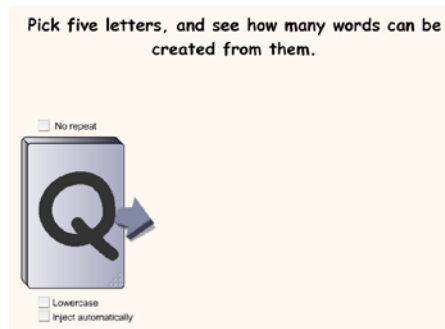 Pick five letters, and see how many words can be
created from them.
No repeat
Q
Lowercase
Inject automatically